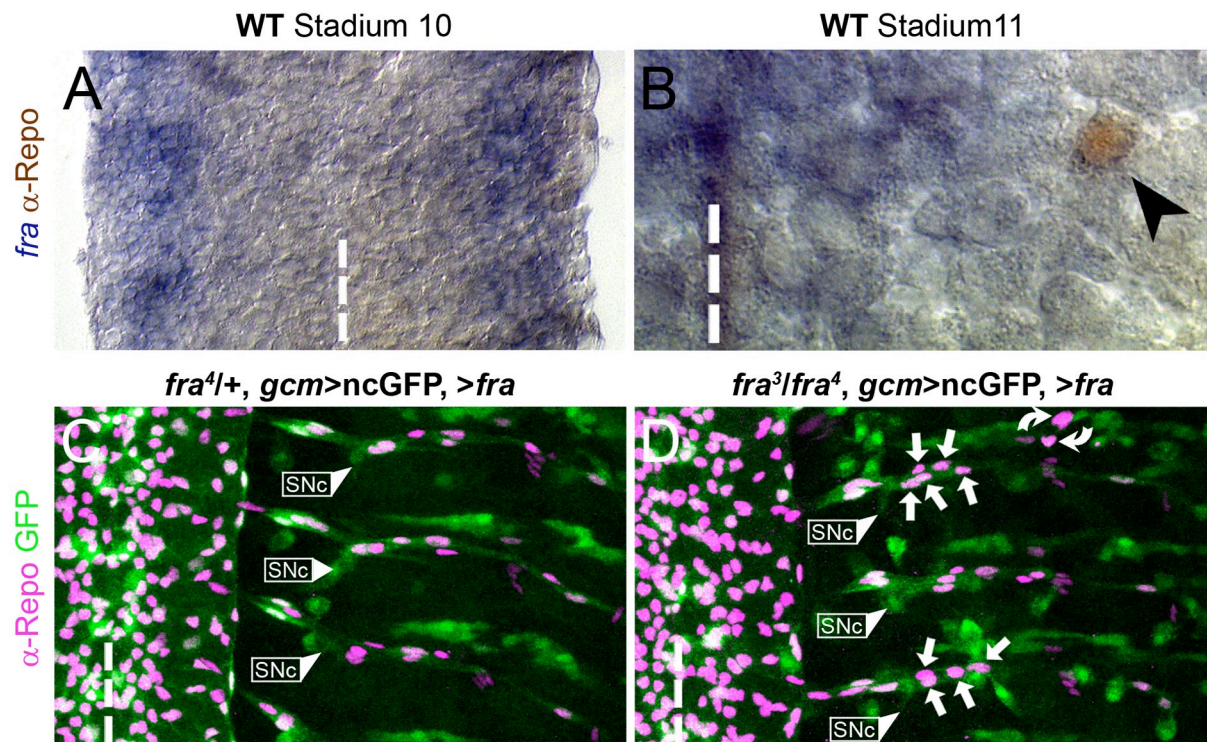 WT Stadium 10
WT Stadium11
fra α-Repo
A
B
fra⁴/+, gcm>ncGFP, >fra
fra³/fra⁴, gcm>ncGFP, >fra
α-Repo GFP
C
D
SNc
SNc
SNc
SNc
SNc
SNc